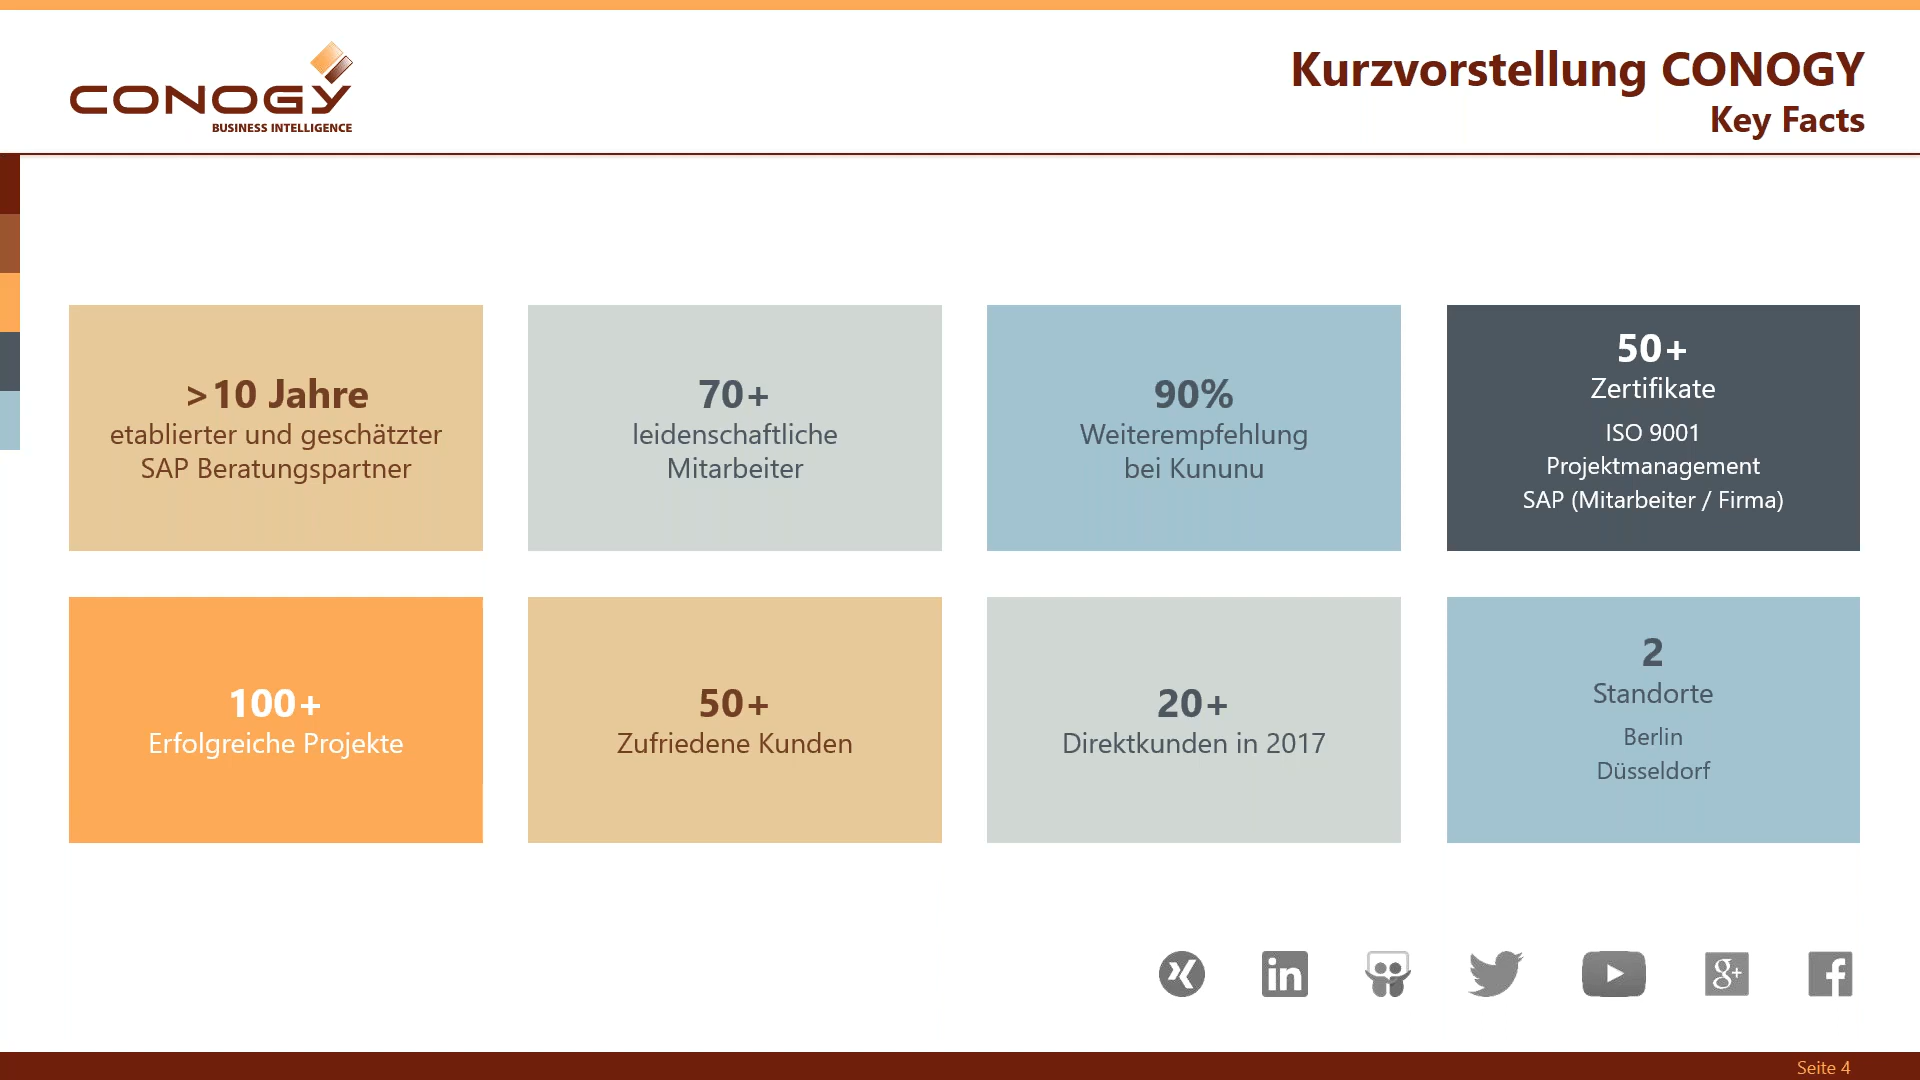 CONOGY
BUSINESS INTELLIGENCE
Kurzvorstellung CONOGY
Key Facts
>10 Jahre
etablierter und geschätzter
SAP Beratungspartner
70+
leidenschaftliche
Mitarbeiter
90%
Weiterempfehlung
bei Kununu
50+
Zertifikate
ISO 9001
Projektmanagement
SAP (Mitarbeiter / Firma)
100+
Erfolgreiche Projekte
50+
Zufriedene Kunden
20+
Direktkunden in 2017
2
Standorte
Berlin
Düsseldorf
in
g+
f
Seite 4